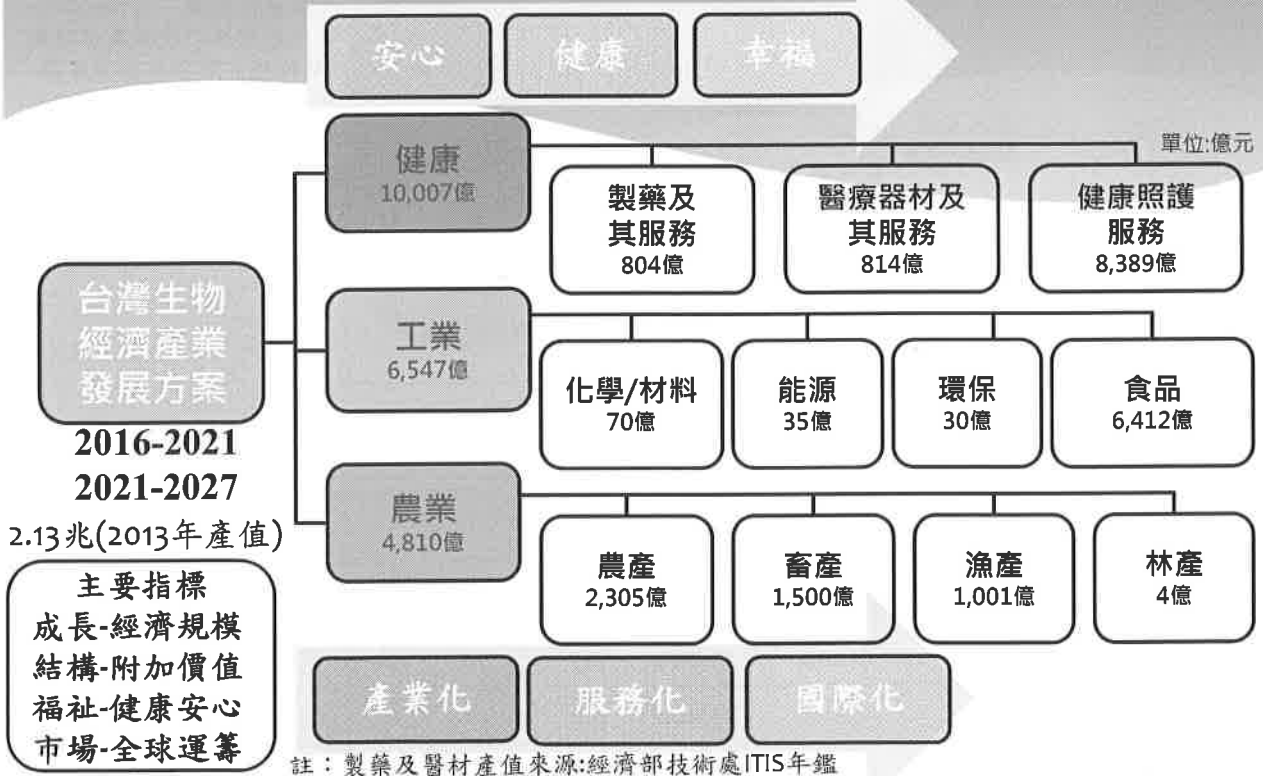 安心 健康 幸福
單位:億元
健康
10,007億
製藥及
其服務
804億
醫療器材及
其服務
814億
健康照護
服務
8,389億
台灣生物
經濟產業
發展方案
2016-2021
2021-2027
2.13兆(2013年產值)
工業
6,547億
化學/材料
70億
能源
35億
環保
30億
食品
6,412億
農業
4,810億
農產
2,305億
畜產
1,500億
漁產
1,001億
林產
4億
主要指標
成長-經濟規模
結構-附加價值
福祉-健康安心
市場-全球運籌
產業化 服務化 國際化
註：製藥及醫材產值來源:經濟部技術處ITIS年鑑